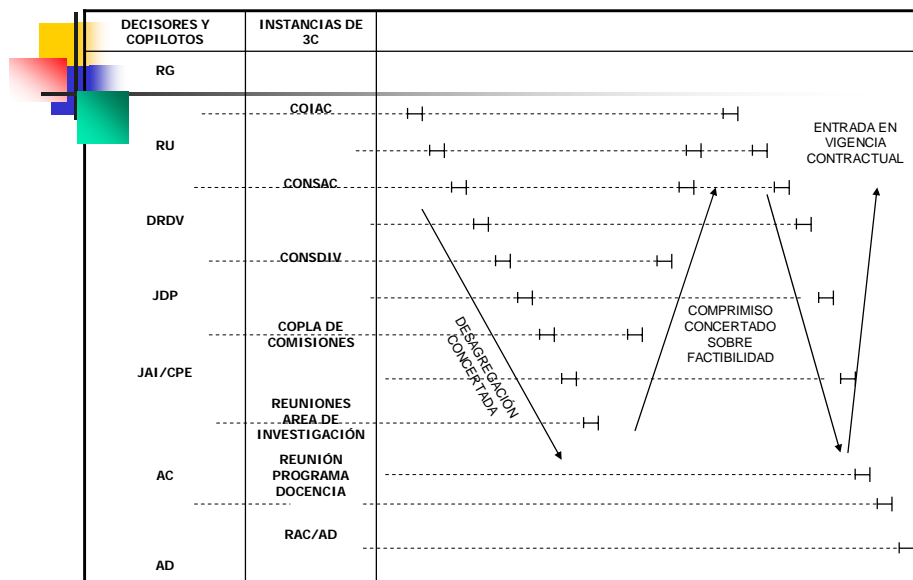 DECISORES Y
COPILOTOS
INSTANCIAS DE
3C
RG
COIAC
ENTRADA EN
VIGENCIA
CONTRACTUAL
RU
CONSAC
DRDV
CONSDIV
JDP
COMPRIMISO
CONCERTADO
SOBRE
FACTIBILIDAD
DESAGREGACIÓN
CONCERTADA
COPLA DE
COMISIONES
JAI/CPE
REUNIONES
AREA DE
INVESTIGACIÓN
AC
REUNIÓN
PROGRAMA
DOCENCIA
RAC/AD
AD